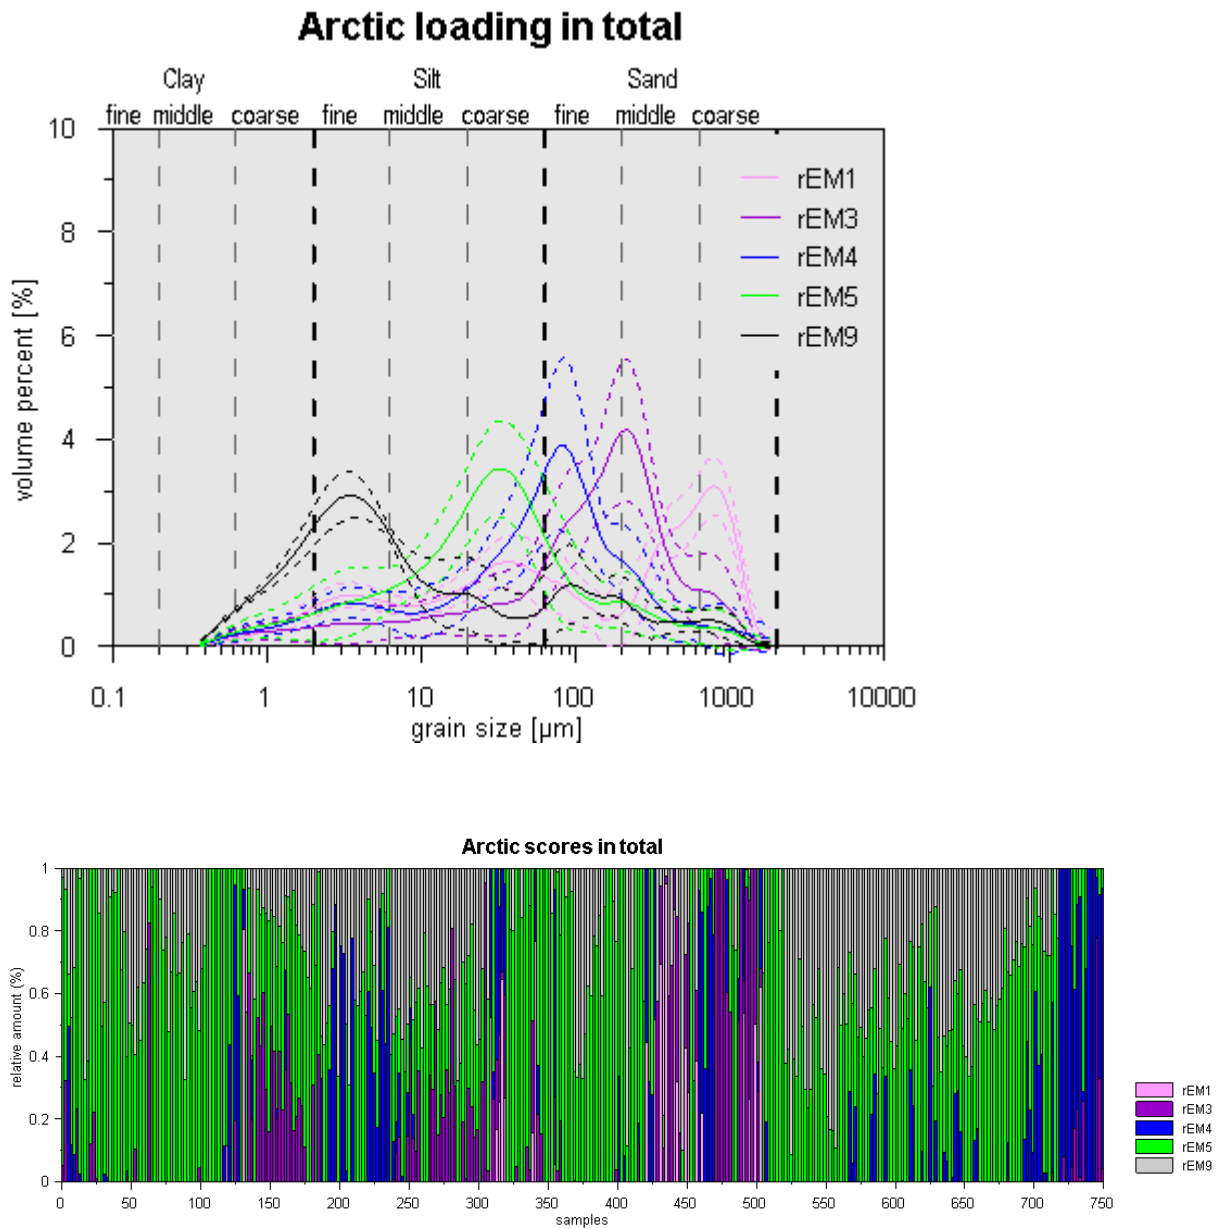 Arctic loading in total
Clay Silt Sand
fine middle coarse fine middle coarse fine middle coarse
10
8
6
4
2
0
volume percent [%]
rEM1
rEM3
rEM4
rEM5
rEM9
0.1 1 10 100 1000 10000
grain size [µm]
Arctic scores in total
1
0.8
0.6
0.4
0.2
0
relative amount (%)
0 50 100 150 200 250 300 350 400 450 500 550 600 650 700 750
samples
rEM1
rEM3
rEM4
rEM5
rEM9